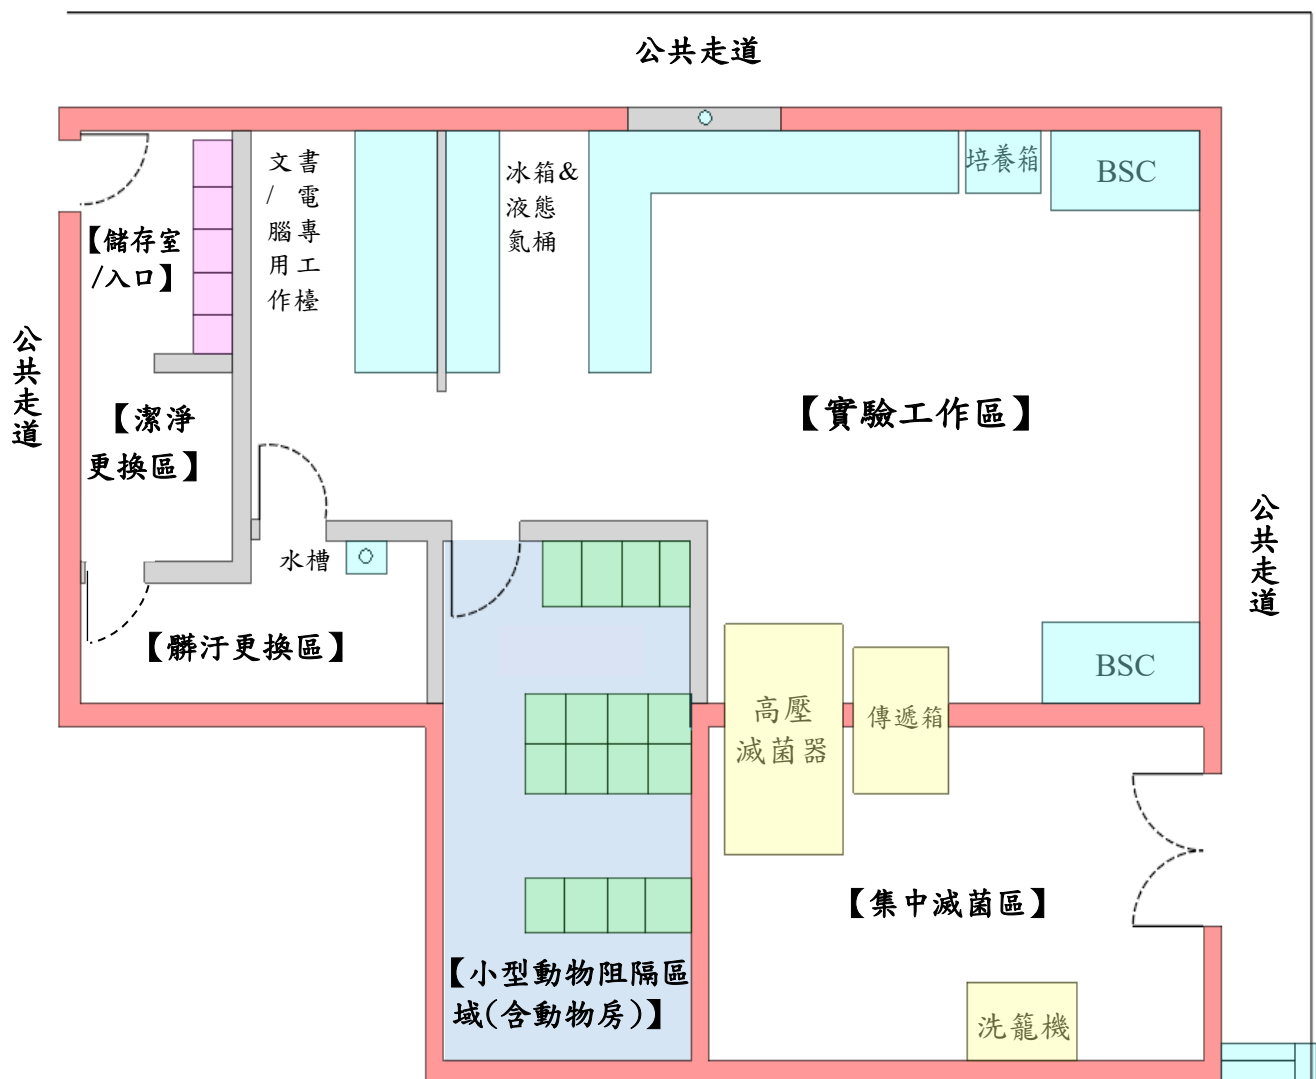 公共走道
培養箱
BSC
文書
/ 電
腦專
用工
作檯
冰箱&
液態
氮桶
【儲存室
/入口】
公共走道
【潔淨
更換區】
【實驗工作區】
公共走道
水槽
【髒汙更換區】
BSC
高壓
滅菌器
傳遞箱
【集中滅菌區】
【小型動物阻隔區
域(含動物房)】
洗籠機